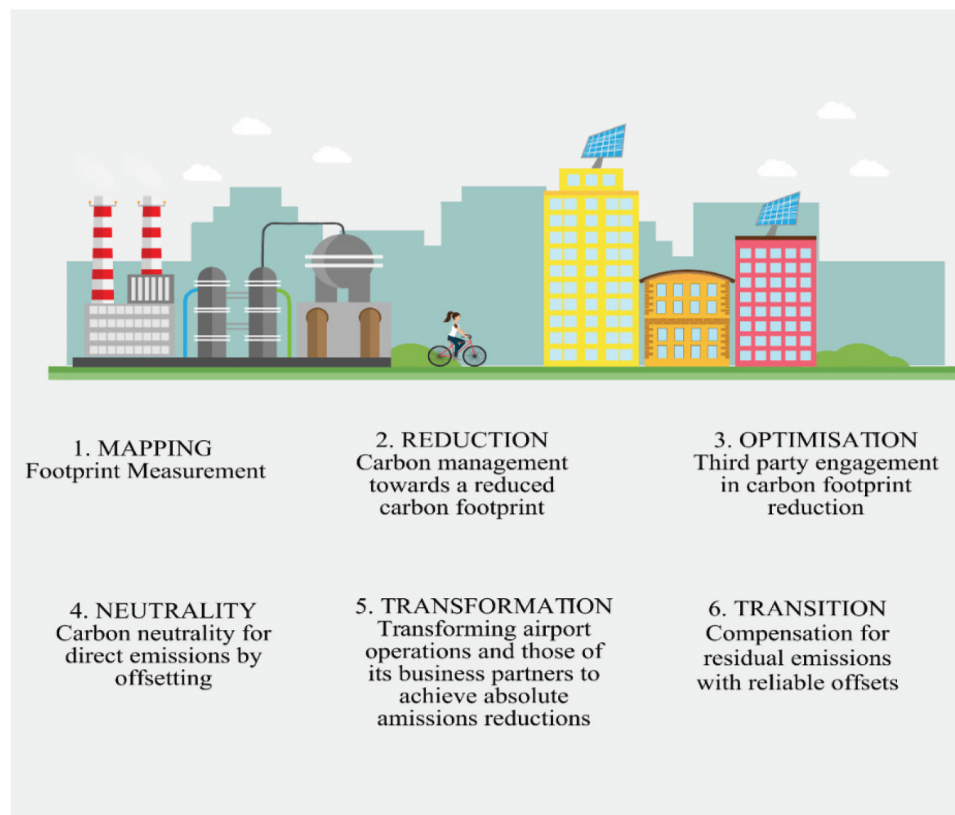 1. MAPPING
Footprint Measurement
2. REDUCTION
Carbon management
towards a reduced
carbon footprint
3. OPTIMISATION
Third party engagement
in carbon footprint
reduction
4. NEUTRALITY
Carbon neutrality for
direct emissions by
offsetting
5. TRANSFORMATION
Transforming airport
operations and those of
its business partners to
achieve absolute
amissions reductions
6. TRANSITION
Compensation for
residual emissions
with reliable offsets